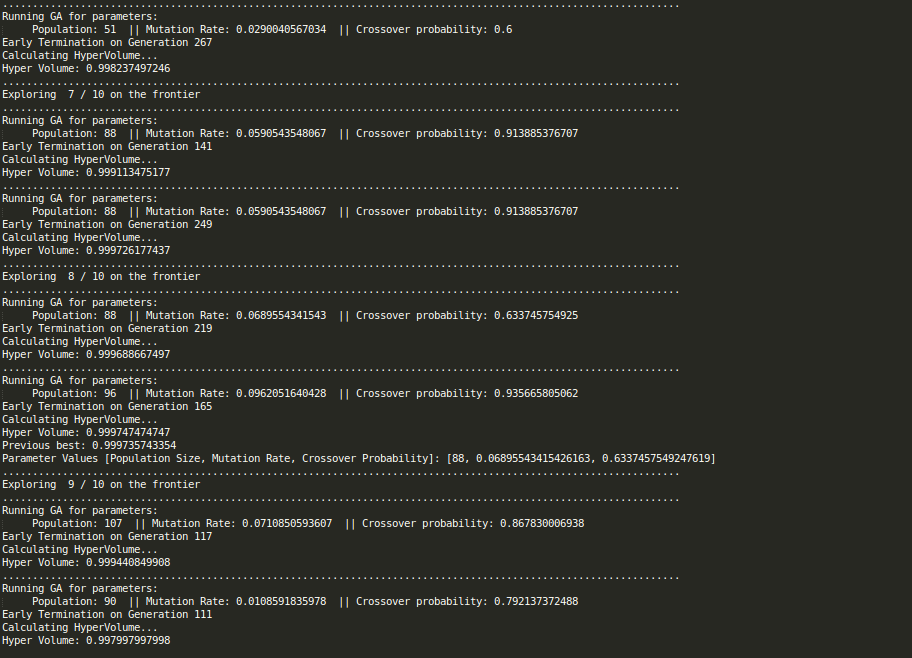 ................................................................................................................
Running GA for parameters:
Population: 51 || Mutation Rate: 0.0290040567034 || Crossover probability: 0.6
Early Termination on Generation 267
Calculating HyperVolume...
Hyper Volume: 0.998237497246
................................................................................................................
Exploring 7 / 10 on the frontier
................................................................................................................
Running GA for parameters:
Population: 88 || Mutation Rate: 0.0590543548067 || Crossover probability: 0.913885376707
Early Termination on Generation 141
Calculating HyperVolume...
Hyper Volume: 0.999113475177
................................................................................................................
Running GA for parameters:
Population: 88 || Mutation Rate: 0.0590543548067 || Crossover probability: 0.913885376707
Early Termination on Generation 249
Calculating HyperVolume...
Hyper Volume: 0.999726177437
................................................................................................................
Exploring 8 / 10 on the frontier
................................................................................................................
Running GA for parameters:
Population: 88 || Mutation Rate: 0.0689554341543 || Crossover probability: 0.633745754925
Early Termination on Generation 219
Calculating HyperVolume...
Hyper Volume: 0.999688667497
................................................................................................................
Running GA for parameters:
Population: 96 || Mutation Rate: 0.0962051640428 || Crossover probability: 0.935665805062
Early Termination on Generation 165
Calculating HyperVolume...
Hyper Volume: 0.999747474747
Previous best: 0.999735743354
Parameter Values [Population Size, Mutation Rate, Crossover Probability]: [88, 0.06895543415426163, 0.6337457549247619]
................................................................................................................
Exploring 9 / 10 on the frontier
................................................................................................................
Running GA for parameters:
Population: 107 || Mutation Rate: 0.0710850593607 || Crossover probability: 0.867830006938
Early Termination on Generation 117
Calculating HyperVolume...
Hyper Volume: 0.999440849908
................................................................................................................
Running GA for parameters:
Population: 90 || Mutation Rate: 0.0108591835978 || Crossover probability: 0.792137372488
Early Termination on Generation 111
Calculating HyperVolume...
Hyper Volume: 0.997997997998